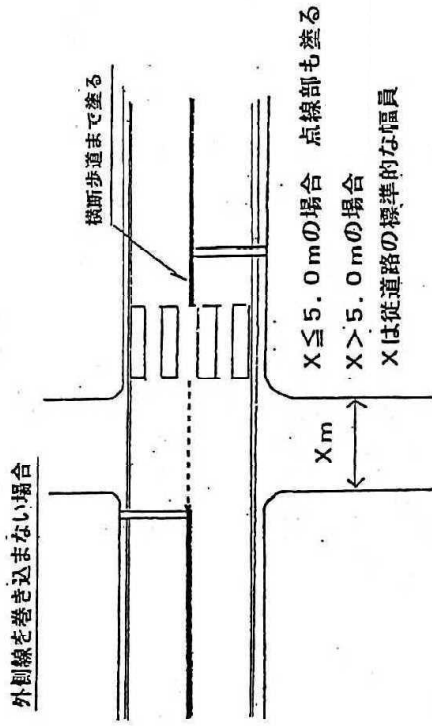 外側線を巻き込まない場合
横断歩道まで塗る
X≦5.0mの場合 点線部も塗る
X>5.0mの場合
Xは従道路の標準的な幅員
Xm